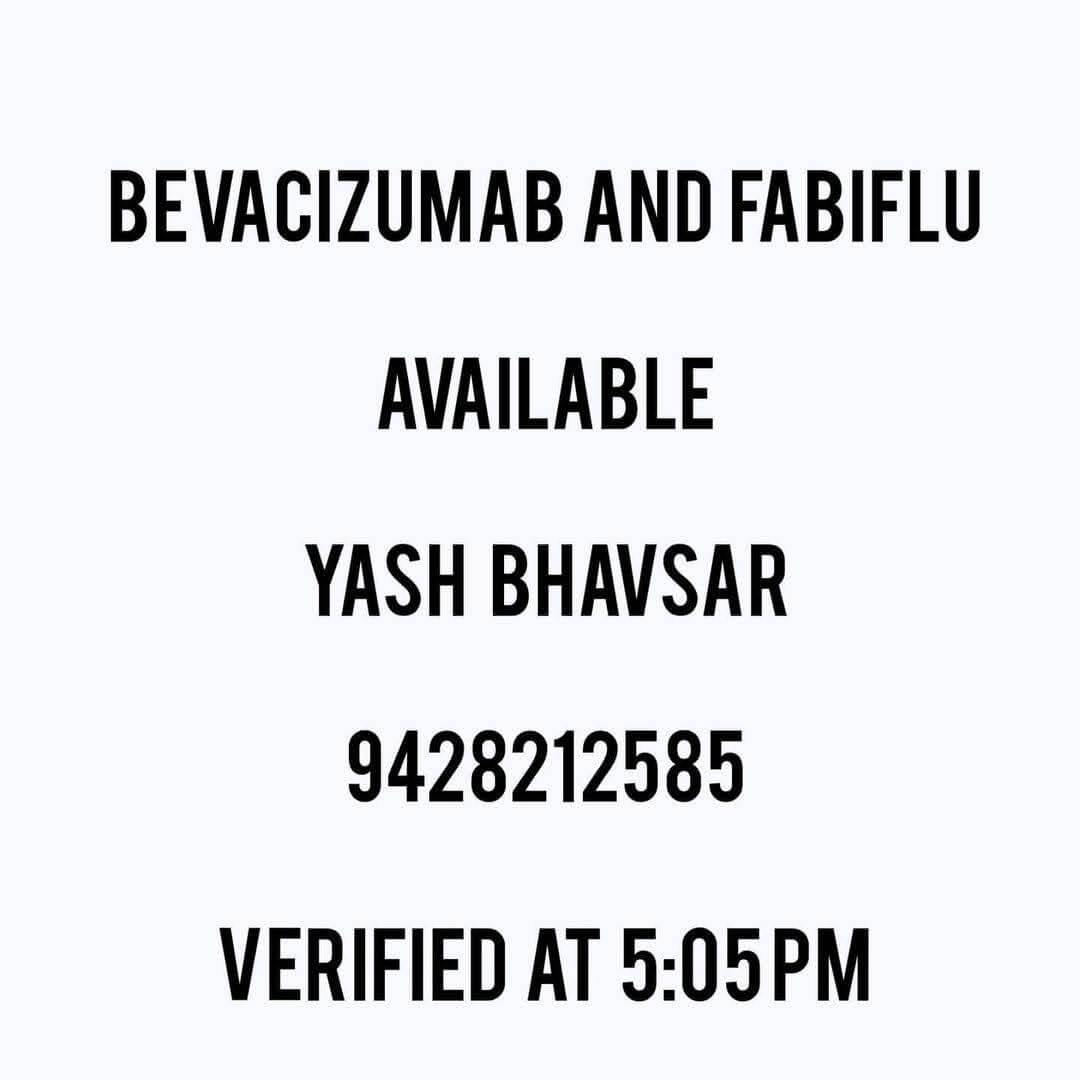 BEVACIZUMAB AND FABIFLU
AVAILABLE
YASH BHAVSAR
9428212585
VERIFIED AT 5:05PM